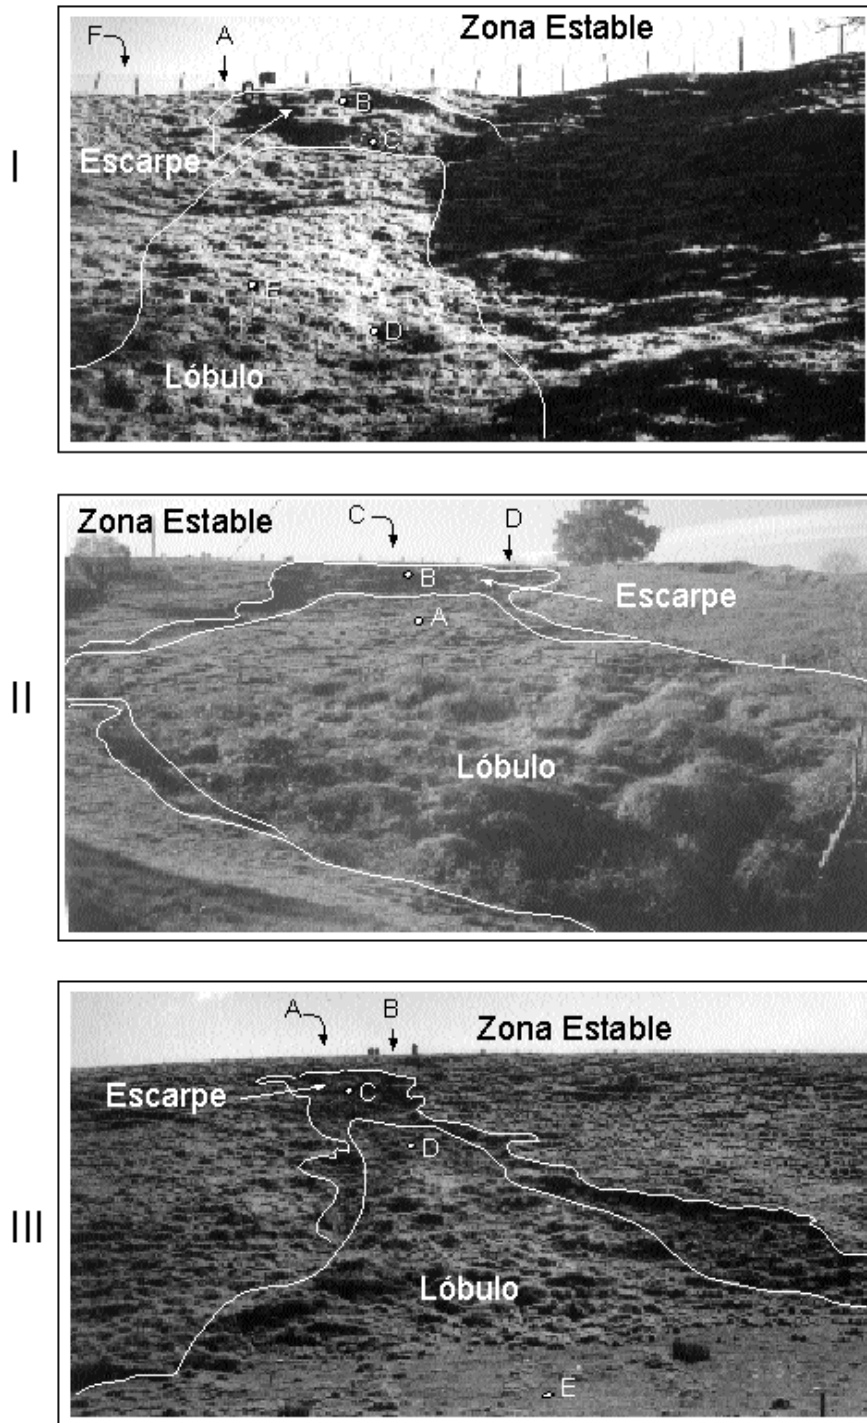 I
F A Zona Estable
B
Escarpe C
E
D
Lóbulo
II
Zona Estable C D
B
Escarpe
A
Lóbulo
III
A B Zona Estable
Escarpe C
D
Lóbulo
E